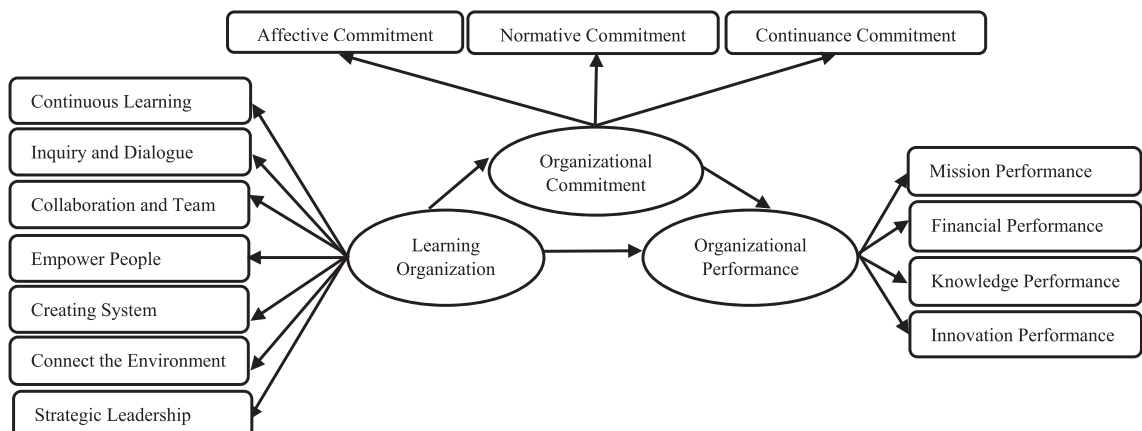 Affective Commitment
Normative Commitment
Continuance Commitment
Continuous Learning
Inquiry and Dialogue
Collaboration and Team
Empower People
Creating System
Connect the Environment
Strategic Leadership
Organizational
Commitment
Learning
Organization
Organizational
Performance
Mission Performance
Financial Performance
Knowledge Performance
Innovation Performance